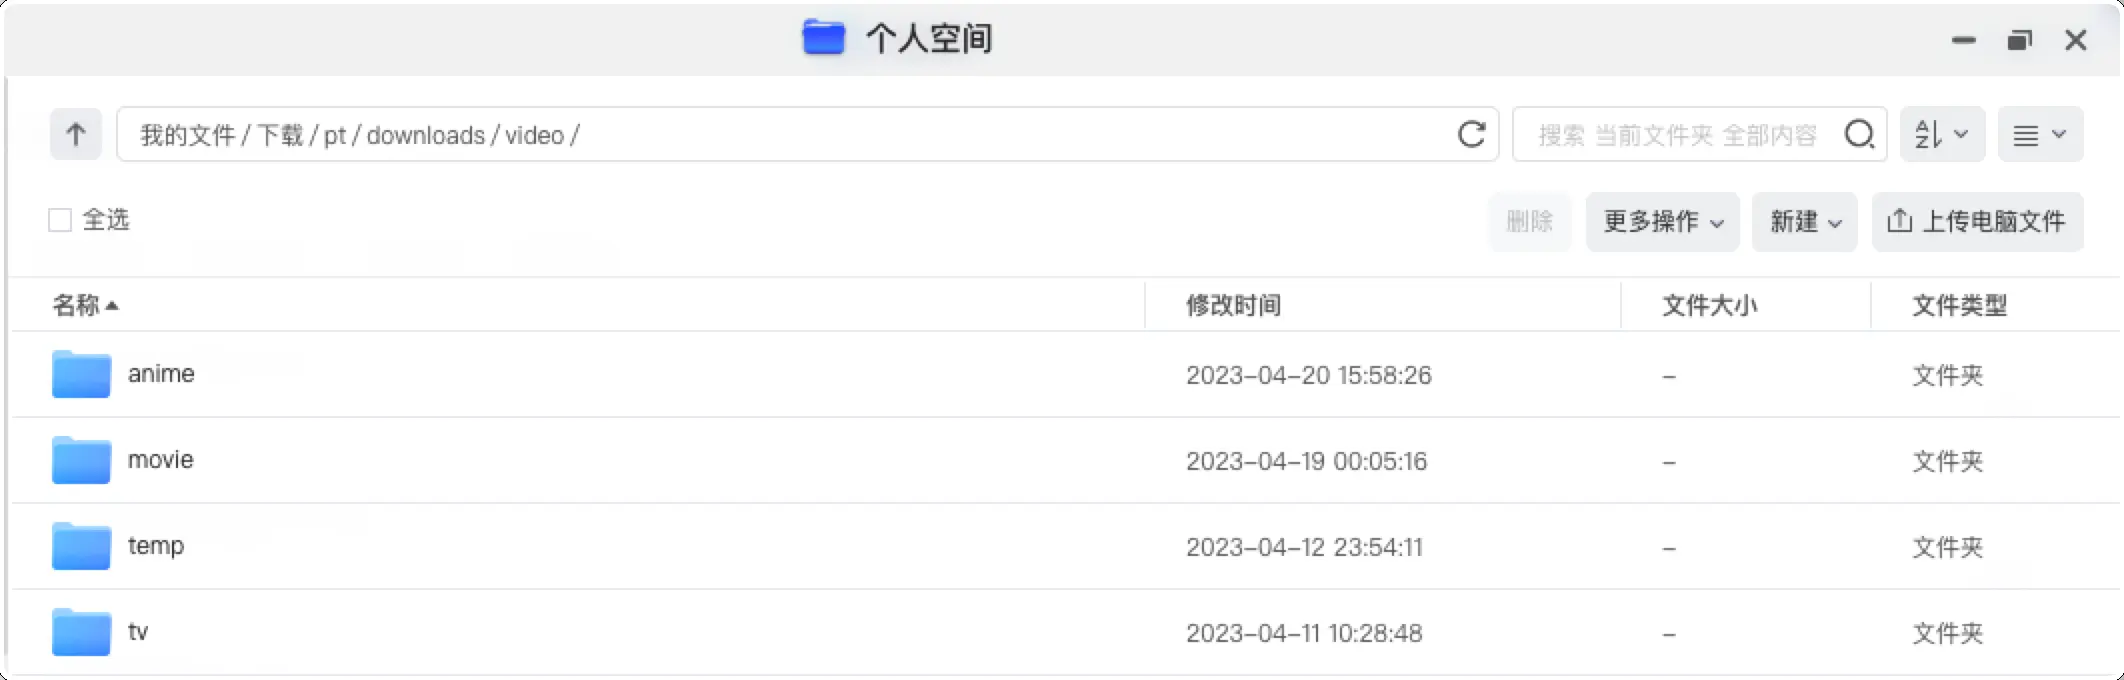 个人空间
我的文件 / 下载 / pt / downloads / video /
搜索 当前文件夹 全部内容
AZ
全选
删除 更多操作 新建 上传电脑文件
名称 修改时间 文件大小 文件类型
anime 2023-04-20 15:58:26 - 文件夹
movie 2023-04-19 00:05:16 - 文件夹
temp 2023-04-12 23:54:11 - 文件夹
tv 2023-04-11 10:28:48 - 文件夹